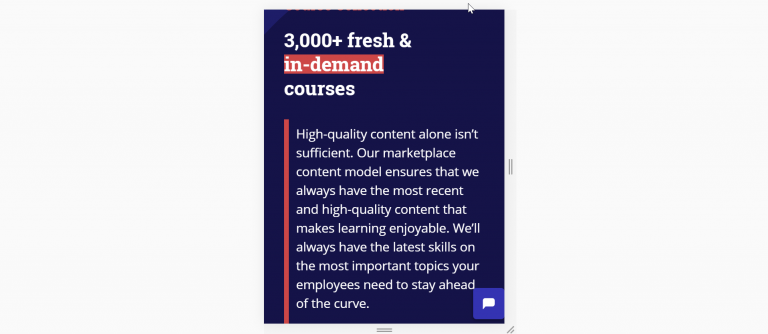 3,000+ fresh &
in-demand
courses
High-quality content alone isn’t
sufficient. Our marketplace
content model ensures that we
always have the most recent
and high-quality content that
makes learning enjoyable. We’ll
always have the latest skills on
the most important topics your
employees need to stay ahead
of the curve.